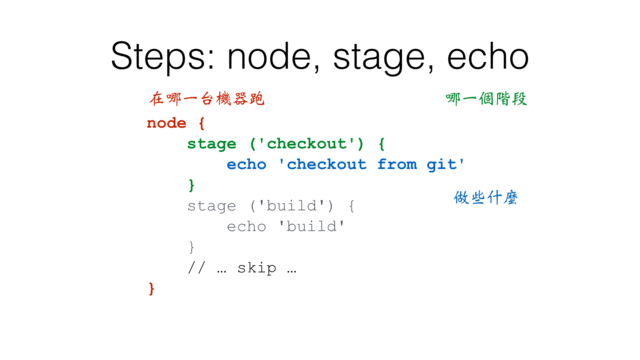 Steps: node, stage, echo
在哪一台機器跑
哪一個階段
node {
stage ('checkout') {
echo 'checkout from git'
}
做些什麼
stage ('build') {
echo 'build'
}
// … skip …
}